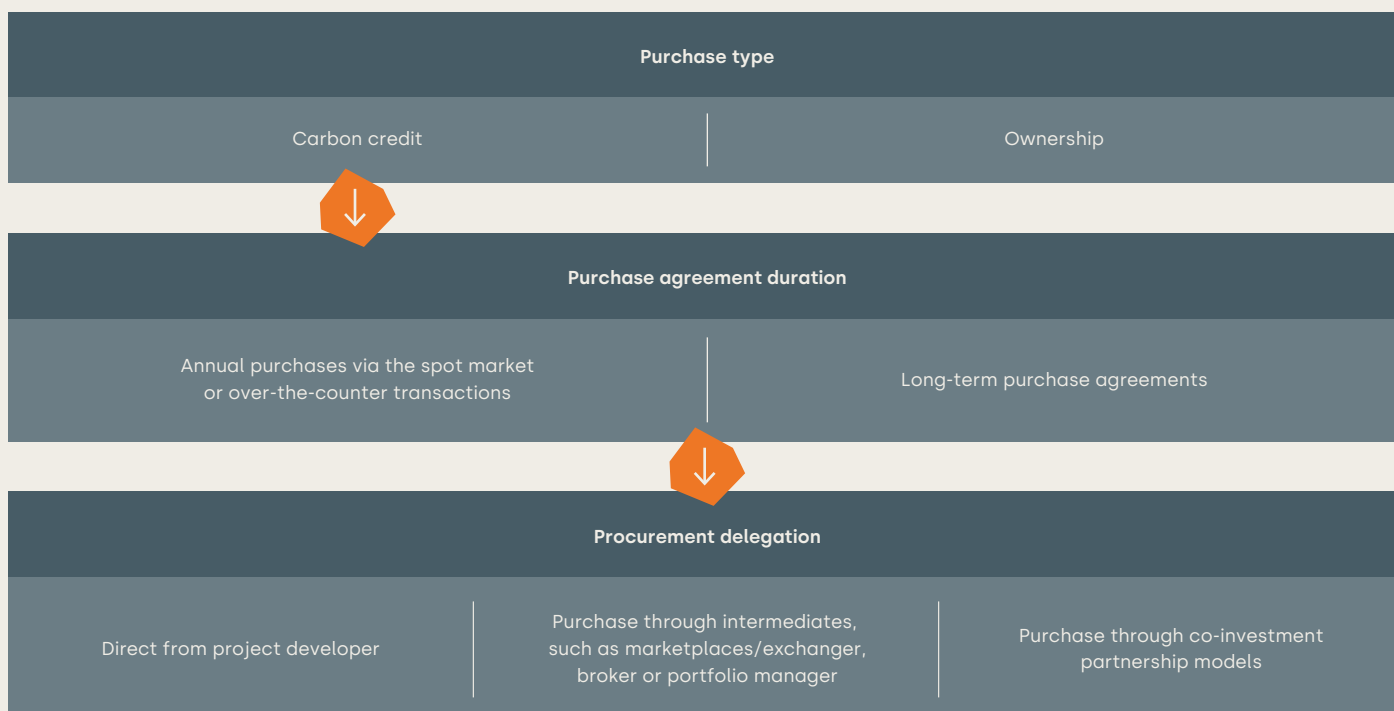 Purchase type
Carbon credit
Ownership
Purchase agreement duration
Annual purchases via the spot market
or over-the-counter transactions
Long-term purchase agreements
Procurement delegation
Direct from project developer
Purchase through intermediates,
such as marketplaces/exchanger,
broker or portfolio manager
Purchase through co-investment
partnership models